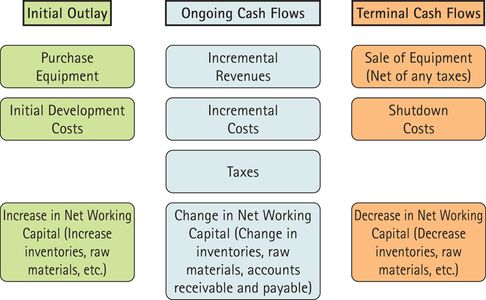 Initial Outlay
Ongoing Cash Flows
Terminal Cash Flows
Purchase
Equipment
Incremental
Revenues
Sale of Equipment
(Net of any taxes)
Initial Development
Costs
Incremental
Costs
Shutdown
Costs
Taxes
Increase in Net Working
Capital (Increase
inventories, raw
materials, etc.)
Change in Net Working
Capital (Change in
inventories, raw
materials, accounts
receivable and payable)
Decrease in Net Working
Capital (Decrease
inventories, raw
materials, etc.)